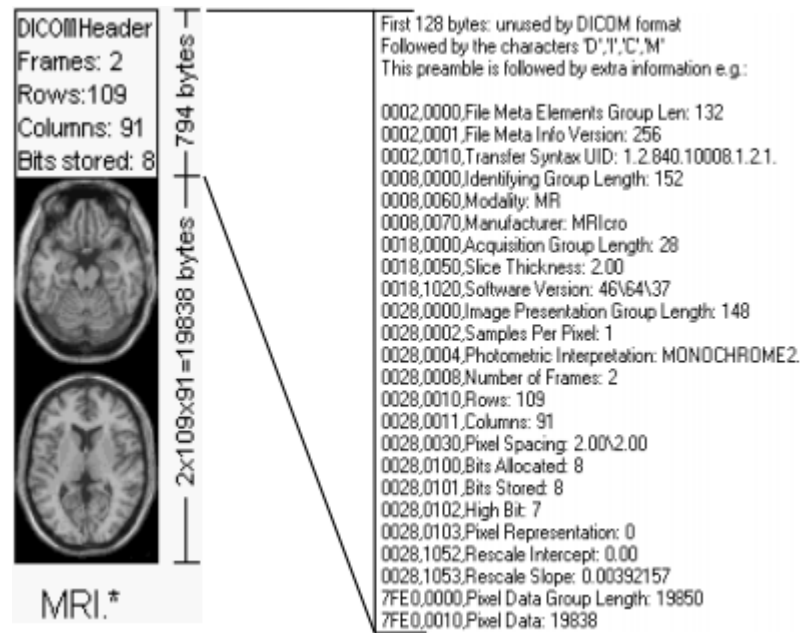 DICOM Header
Frames: 2
Rows:109
Columns: 91
Bits stored: 8
794 bytes
2x109x91=19838 bytes
MRI.*
First 128 bytes: unused by DICOM format
Followed by the characters 'D','I','C','M'
This preamble is followed by extra information e.g.:
0002,0000,File Meta Elements Group Len: 132
0002,0001,File Meta Info Version: 256
0002,0010,Transfer Syntax UID: 1.2.840.10008.1.2.1.
0008,0000,Identifying Group Length: 152
0008,0060,Modality: MR
0008,0070,Manufacturer: MRIcro
0018,0000,Acquisition Group Length: 28
0018,0050,Slice Thickness: 2.00
0018,1020,Software Version: 46\64\37
0028,0000,Image Presentation Group Length: 148
0028,0002,Samples Per Pixel: 1
0028,0004,Photometric Interpretation: MONOCHROME2.
0028,0008,Number of Frames: 2
0028,0010,Rows: 109
0028,0011,Columns: 91
0028,0030,Pixel Spacing: 2.00\2.00
0028,0100,Bits Allocated: 8
0028,0101,Bits Stored: 8
0028,0102,High Bit: 7
0028,0103,Pixel Representation: 0
0028,1052,Rescale Intercept: 0.00
0028,1053,Rescale Slope: 0.00392157
7FE0,0000,Pixel Data Group Length: 19850
7FE0,0010,Pixel Data: 19838